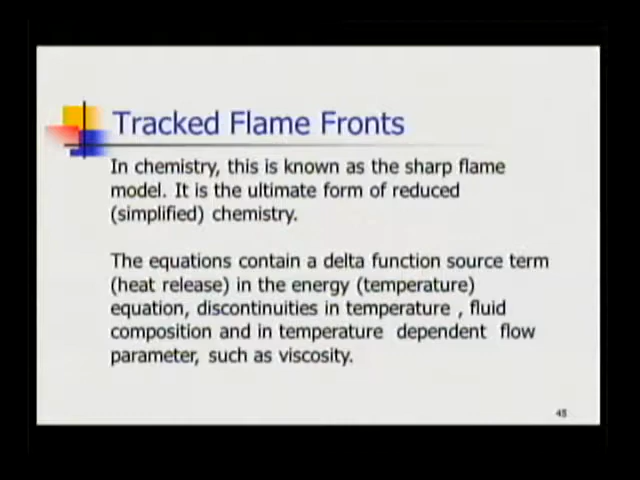 Tracked Flame Fronts
In chemistry, this is known as the sharp flame
model. It is the ultimate form of reduced
(simplified) chemistry.
The equations contain a delta function source term
(heat release) in the energy (temperature)
equation, discontinuities in temperature , fluid
composition and in temperature dependent flow
parameter, such as viscosity.
45